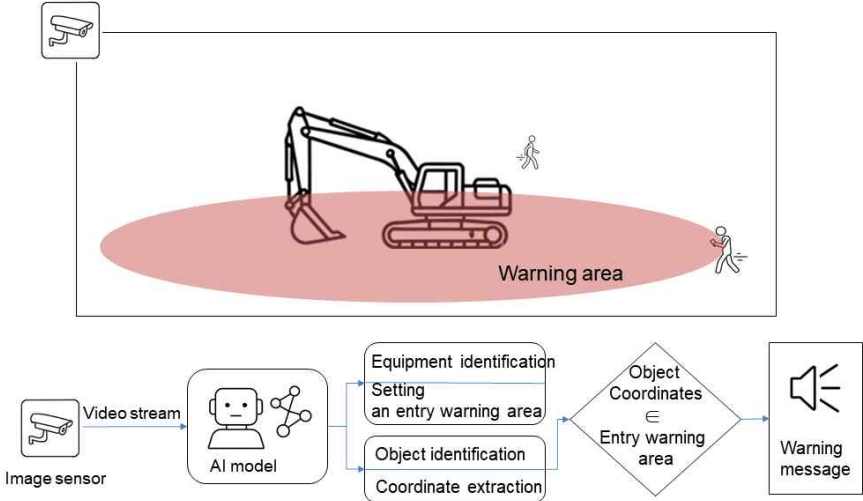 Warning area
Video stream
Image sensor
AI model
Equipment identification
Setting
an entry warning area
Object identification
Coordinate extraction
Object
Coordinates
∈
Entry warning
area
Warning
message